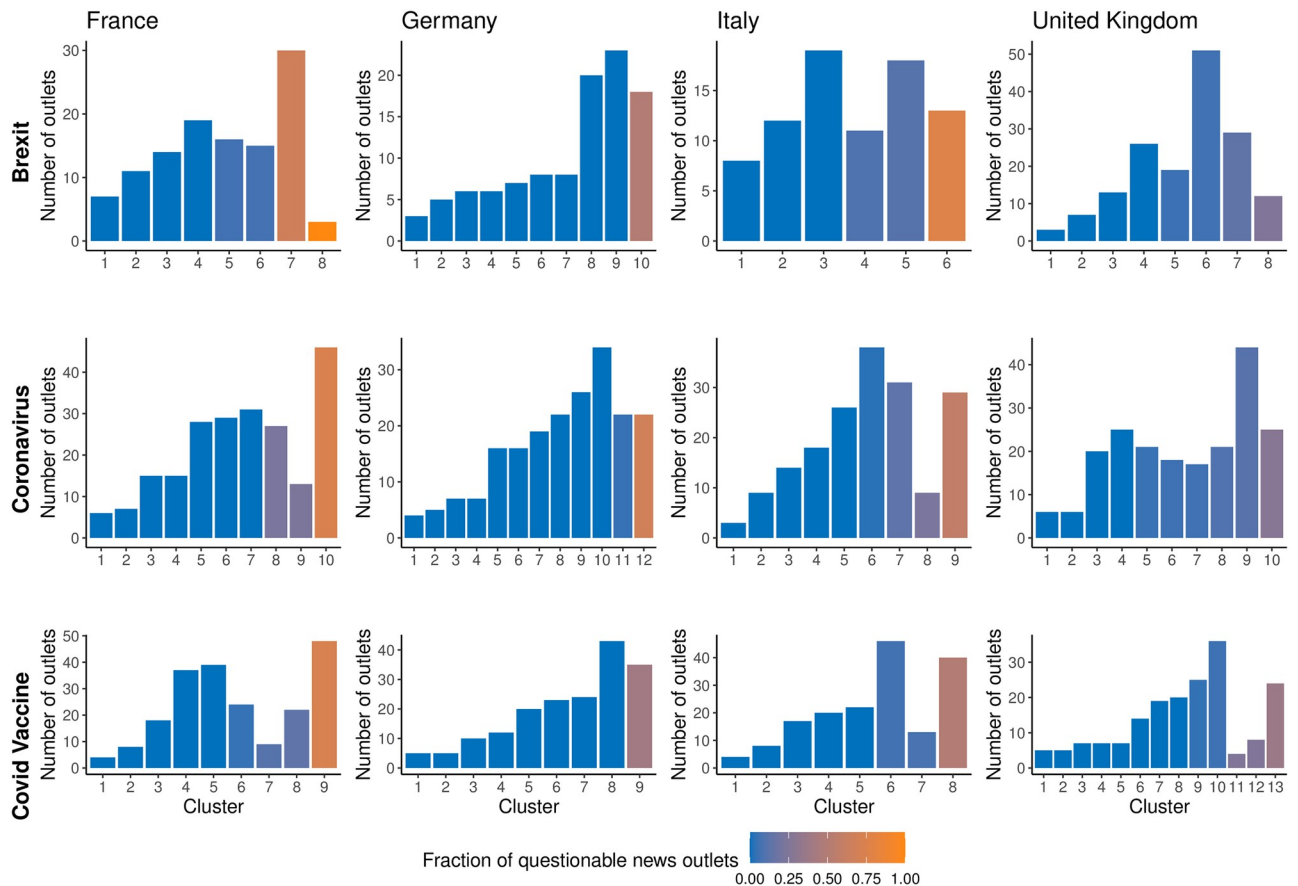 France Germany Italy United Kingdom
Brexit
Number of outlets
30
20
10
0
1 2 3 4 5 6 7 8
Number of outlets
20
15
10
5
0
1 2 3 4 5 6 7 8 9 10
Number of outlets
15
10
5
0
1 2 3 4 5 6
Number of outlets
50
40
30
20
10
0
1 2 3 4 5 6 7 8
Coronavirus
Number of outlets
40
30
20
10
0
1 2 3 4 5 6 7 8 9 10
Number of outlets
30
20
10
0
1 2 3 4 5 6 7 8 9 10 11 12
Number of outlets
30
20
10
0
1 2 3 4 5 6 7 8 9
Number of outlets
40
30
20
10
0
1 2 3 4 5 6 7 8 9 10
Covid Vaccine
Number of outlets
50
40
30
20
10
0
1 2 3 4 5 6 7 8 9
Cluster
Number of outlets
40
30
20
10
0
1 2 3 4 5 6 7 8 9
Cluster
Number of outlets
40
30
20
10
0
1 2 3 4 5 6 7 8
Cluster
Number of outlets
30
20
10
0
1 2 3 4 5 6 7 8 9 10 11 12 13
Cluster
Fraction of questionable news outlets
0.00 0.25 0.50 0.75 1.00